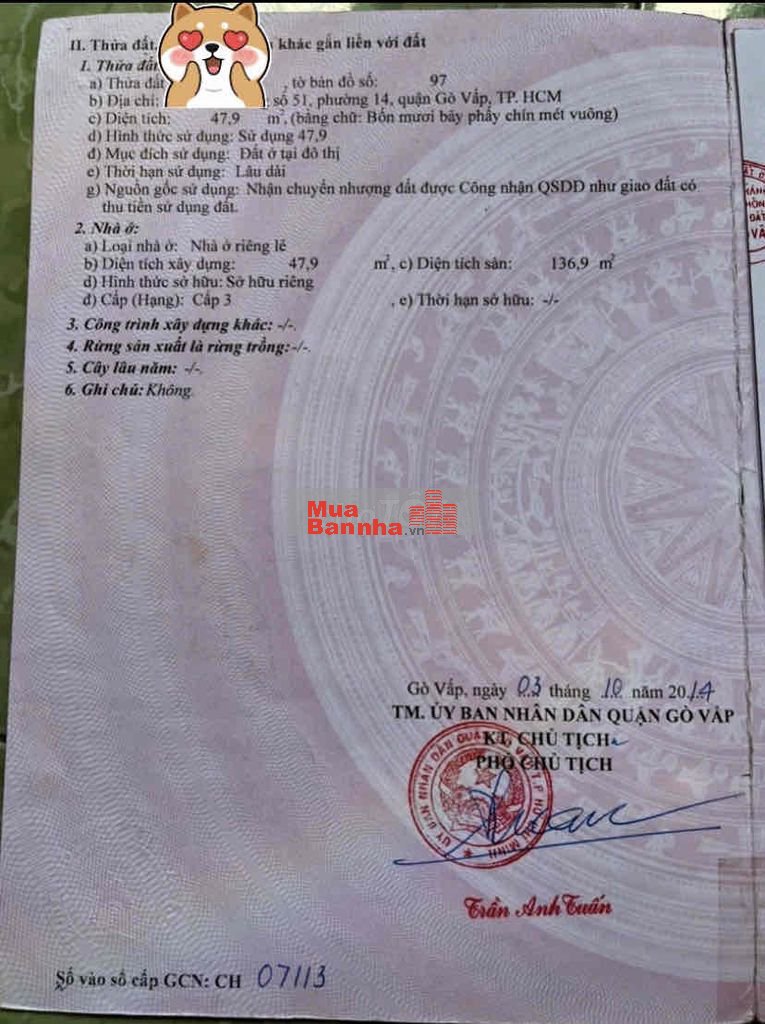 II. Thửa đất, khác gắn liền với đất
1. Thửa đất
a) Thửa đất , tờ bản đồ số: 97
b) Địa chỉ: số 51, phường 14, quận Gò Vấp, TP. HCM
c) Diện tích: 47,9 m², (bằng chữ: Bốn mươi bảy phẩy chín mét vuông)
d) Hình thức sử dụng: Sử dụng 47,9
đ) Mục đích sử dụng: Đất ở tại đô thị
e) Thời hạn sử dụng: Lâu dài
g) Nguồn gốc sử dụng: Nhận chuyển nhượng đất được Công nhận QSDĐ như giao đất có
thu tiền sử dụng đất.
2. Nhà ở:
a) Loại nhà ở: Nhà ở riêng lẻ
b) Diện tích xây dựng: 47,9 m², c) Diện tích sàn: 136,9 m²
d) Hình thức sở hữu: Sở hữu riêng
đ) Cấp (Hạng): Cấp 3 , e) Thời hạn sở hữu: -/-
3. Công trình xây dựng khác: -/-.
4. Rừng sản xuất là rừng trồng: -/-.
5. Cây lâu năm: -/-.
6. Ghi chú: Không.
Mua
Bannha.vn
Gò Vấp, ngày 03 tháng 10 năm 2014
TM. ỦY BAN NHÂN DÂN QUẬN GÒ VẤP
KT. CHỦ TỊCH
PHÓ CHỦ TỊCH
Trần Anh Tuấn
Số vào sổ cấp GCN: CH 07113